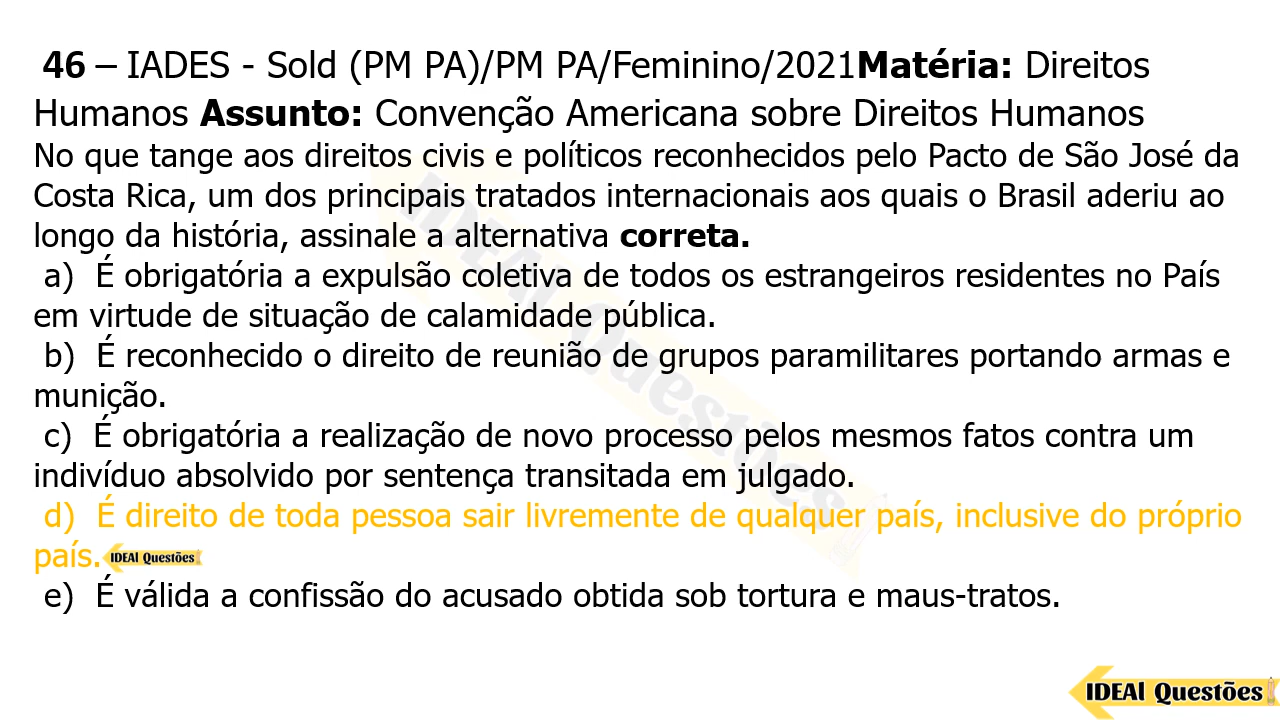 46 – IADES - Sold (PM PA)/PM PA/Feminino/2021Matéria: Direitos
Humanos Assunto: Convenção Americana sobre Direitos Humanos
No que tange aos direitos civis e políticos reconhecidos pelo Pacto de São José da
Costa Rica, um dos principais tratados internacionais aos quais o Brasil aderiu ao
longo da história, assinale a alternativa correta.
a) É obrigatória a expulsão coletiva de todos os estrangeiros residentes no País
em virtude de situação de calamidade pública.
b) É reconhecido o direito de reunião de grupos paramilitares portando armas e
munição.
c) É obrigatória a realização de novo processo pelos mesmos fatos contra um
indivíduo absolvido por sentença transitada em julgado.
d) É direito de toda pessoa sair livremente de qualquer país, inclusive do próprio
país. IDEAl Questões
e) É válida a confissão do acusado obtida sob tortura e maus-tratos.
IDEAl Questões
IDEAl Questões